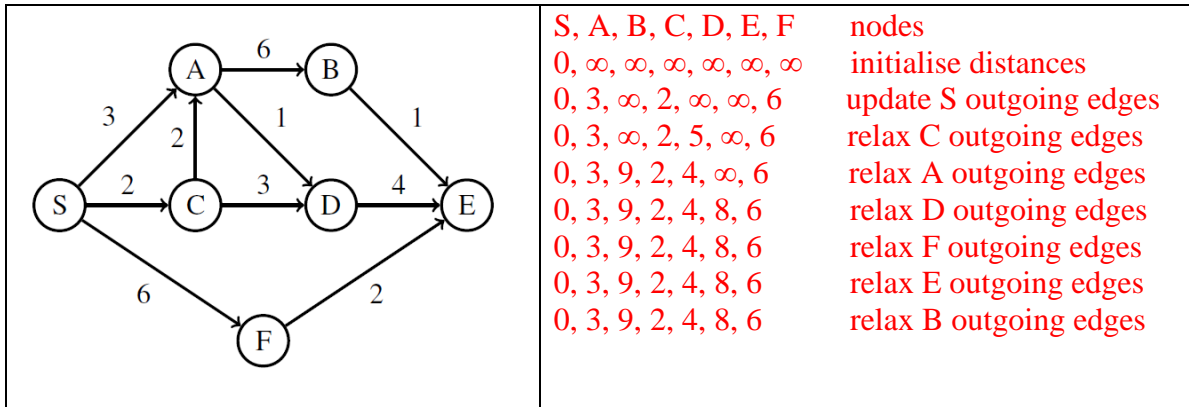 6
A B
3 1 1
2
2 3 4
S C D E
6 2
F
S, A, B, C, D, E, F nodes
0, ∞, ∞, ∞, ∞, ∞, ∞ initialise distances
0, 3, ∞, 2, ∞, ∞, 6 update S outgoing edges
0, 3, ∞, 2, 5, ∞, 6 relax C outgoing edges
0, 3, 9, 2, 4, ∞, 6 relax A outgoing edges
0, 3, 9, 2, 4, 8, 6 relax D outgoing edges
0, 3, 9, 2, 4, 8, 6 relax F outgoing edges
0, 3, 9, 2, 4, 8, 6 relax E outgoing edges
0, 3, 9, 2, 4, 8, 6 relax B outgoing edges